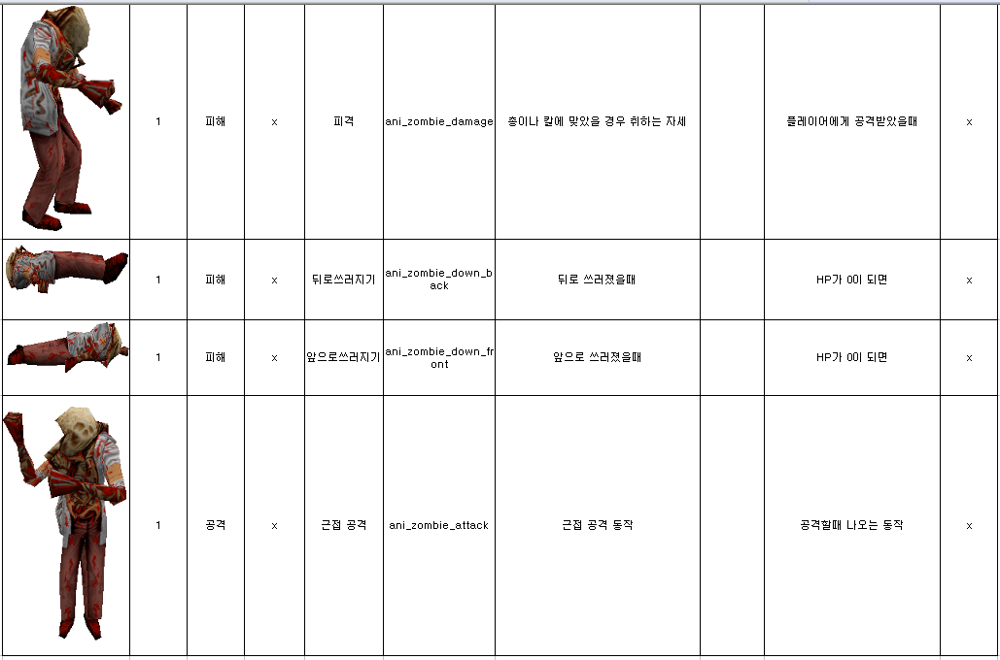 1 피해 x 피격 ani_zombie_damage 총이나 칼에 맞았을 경우 취하는 자세 플레이어에게 공격받았을때 x
1 피해 x 뒤로쓰러지기 ani_zombie_down_b
ack 뒤로 쓰러졌을때 HP가 0이 되면 x
1 피해 x 앞으로쓰러지기 ani_zombie_down_fr
ont 앞으로 쓰러졌을때 HP가 0이 되면 x
1 공격 x 근접 공격 ani_zombie_attack 근접 공격 동작 공격할때 나오는 동작 x